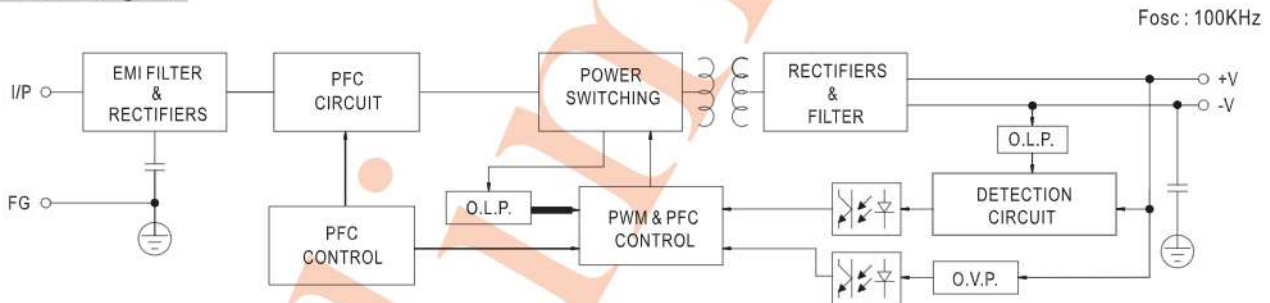 Fosc : 100KHz
I/P
EMI FILTER
&
RECTIFIERS
PFC
CIRCUIT
POWER
SWITCHING
RECTIFIERS
&
FILTER
+V
-V
O.L.P.
FG
O.L.P.
PFC
CONTROL
PWM & PFC
CONTROL
DETECTION
CIRCUIT
O.V.P.